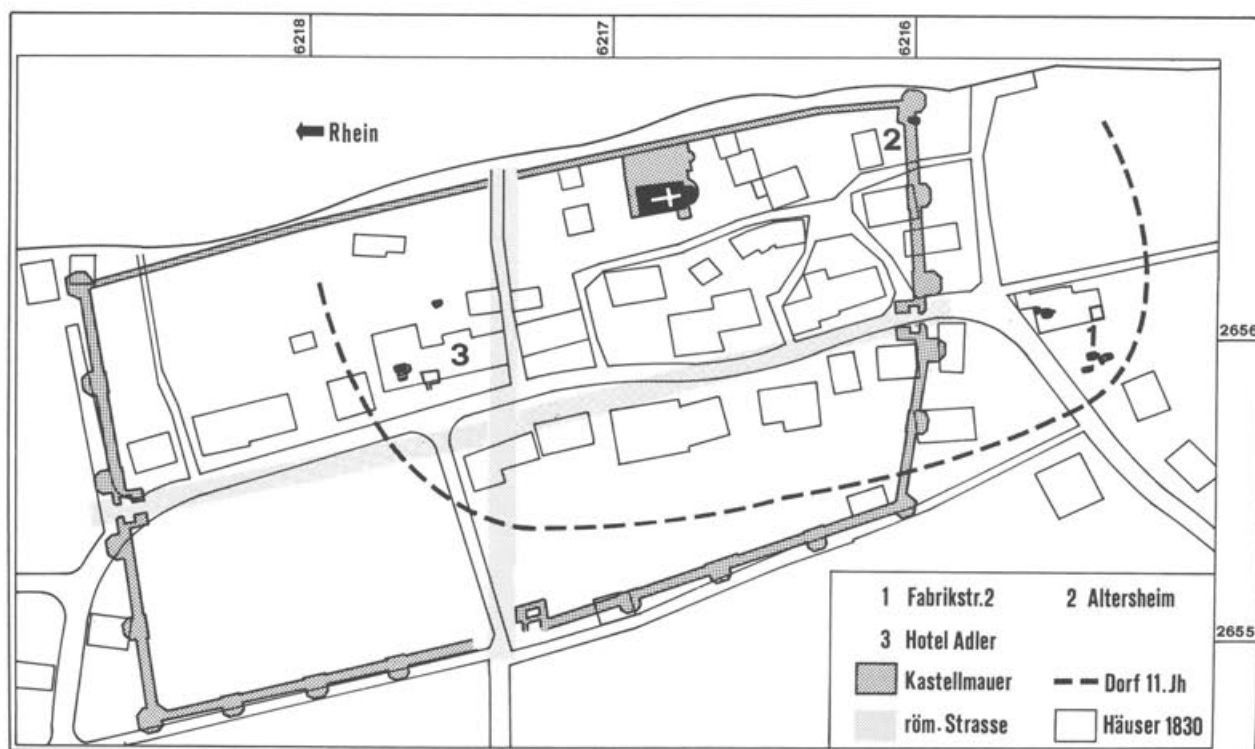 6218 6217 6216
Rhein
2
3
1
2656
2655
1 Fabrikstr.2 2 Altersheim
3 Hotel Adler
Kastellmauer Dorf 11.Jh
röm. Strasse Häuser 1830